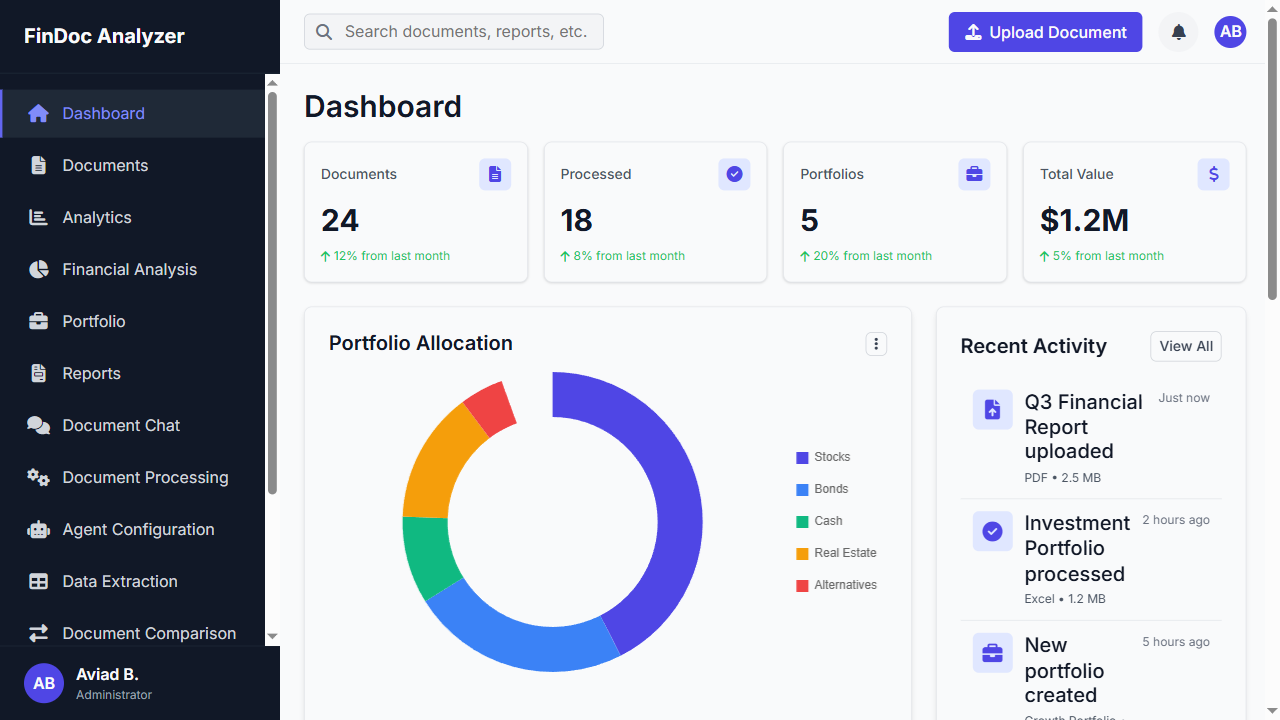 FinDoc Analyzer
Dashboard
Documents
Analytics
Financial Analysis
Portfolio
Reports
Document Chat
Document Processing
Agent Configuration
Data Extraction
Document Comparison
AB
Aviad B.
Administrator
Search documents, reports, etc.
Upload Document
AB
Dashboard
Documents
24
12% from last month
Processed
18
8% from last month
Portfolios
5
20% from last month
Total Value
$
$1.2M
5% from last month
Portfolio Allocation
Stocks
Bonds
Cash
Real Estate
Alternatives
Recent Activity
View All
Q3 Financial
Report
uploaded
Just now
PDF • 2.5 MB
Investment
Portfolio
processed
2 hours ago
Excel • 1.2 MB
New
portfolio
created
5 hours ago
Growth Portfolio •